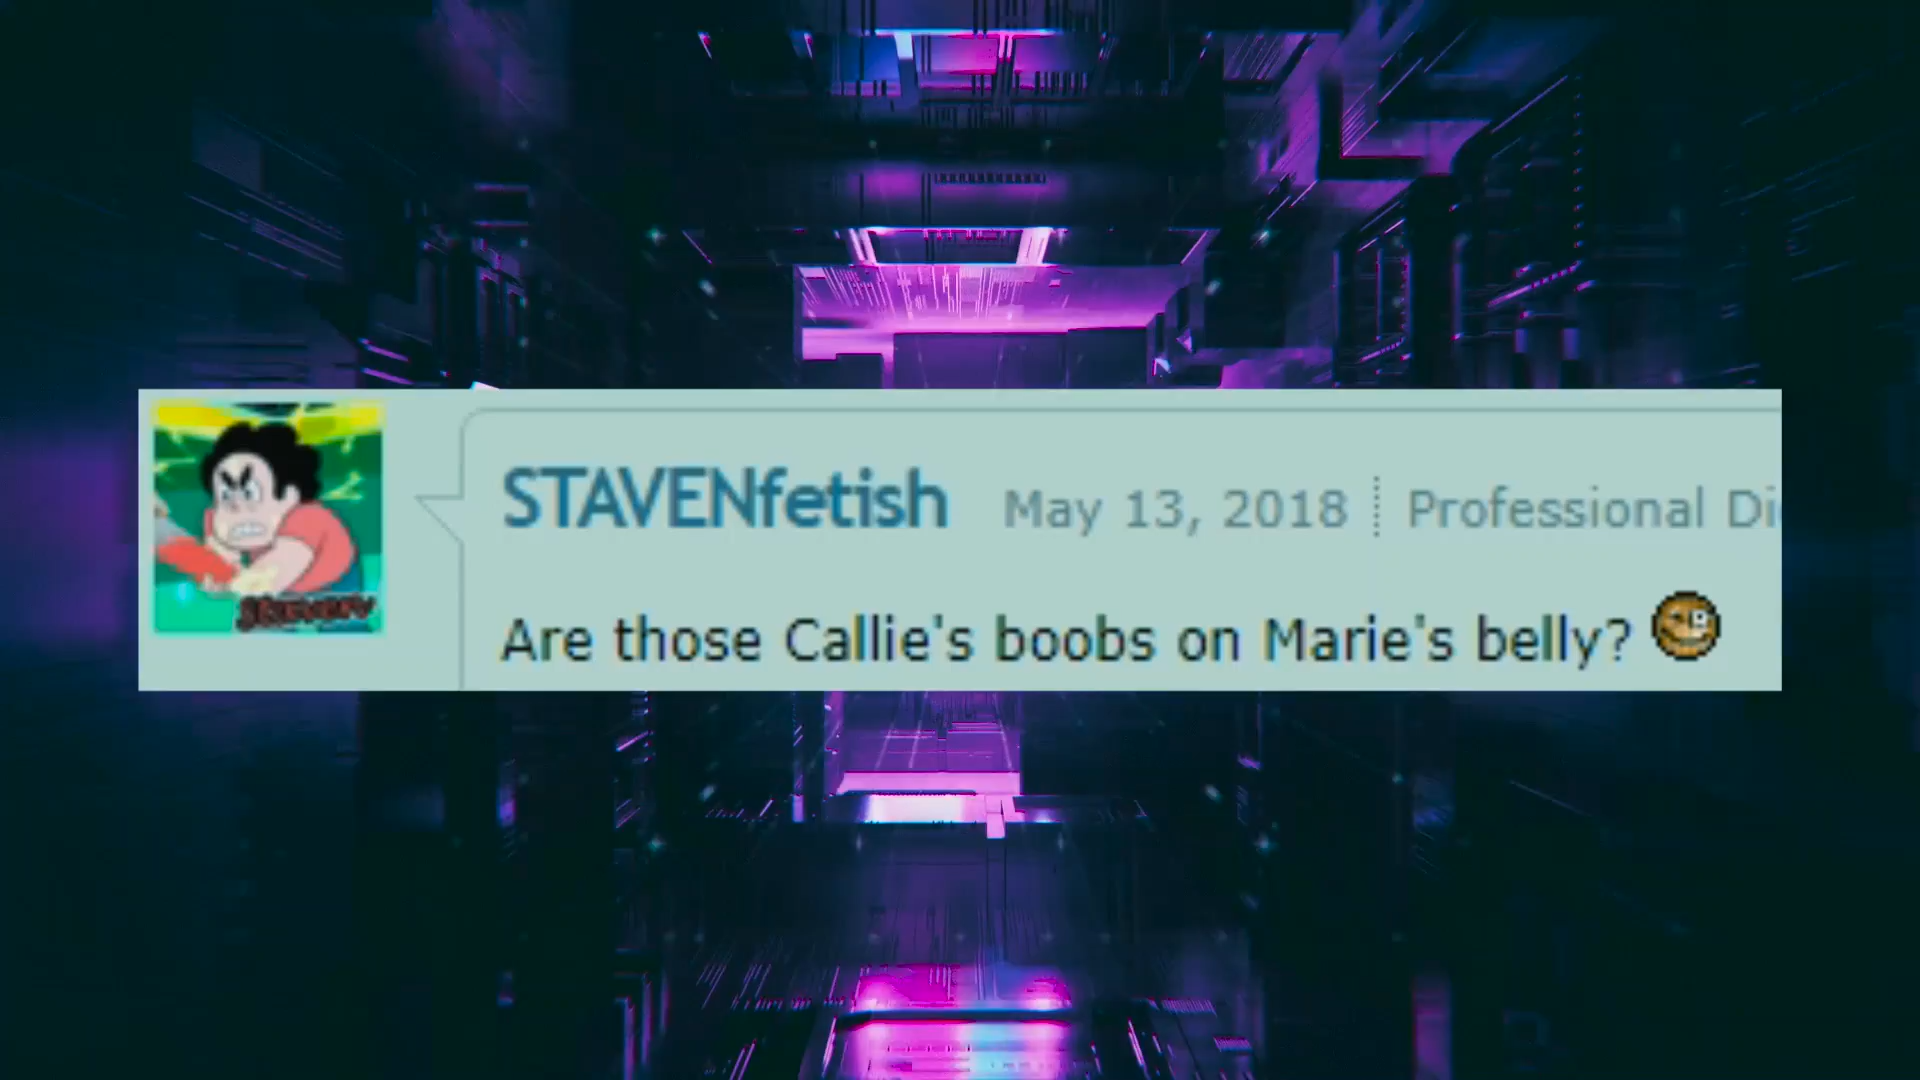 STAVENfetish May 13, 2018 Professional Di
Are those Callie's boobs on Marie's belly?